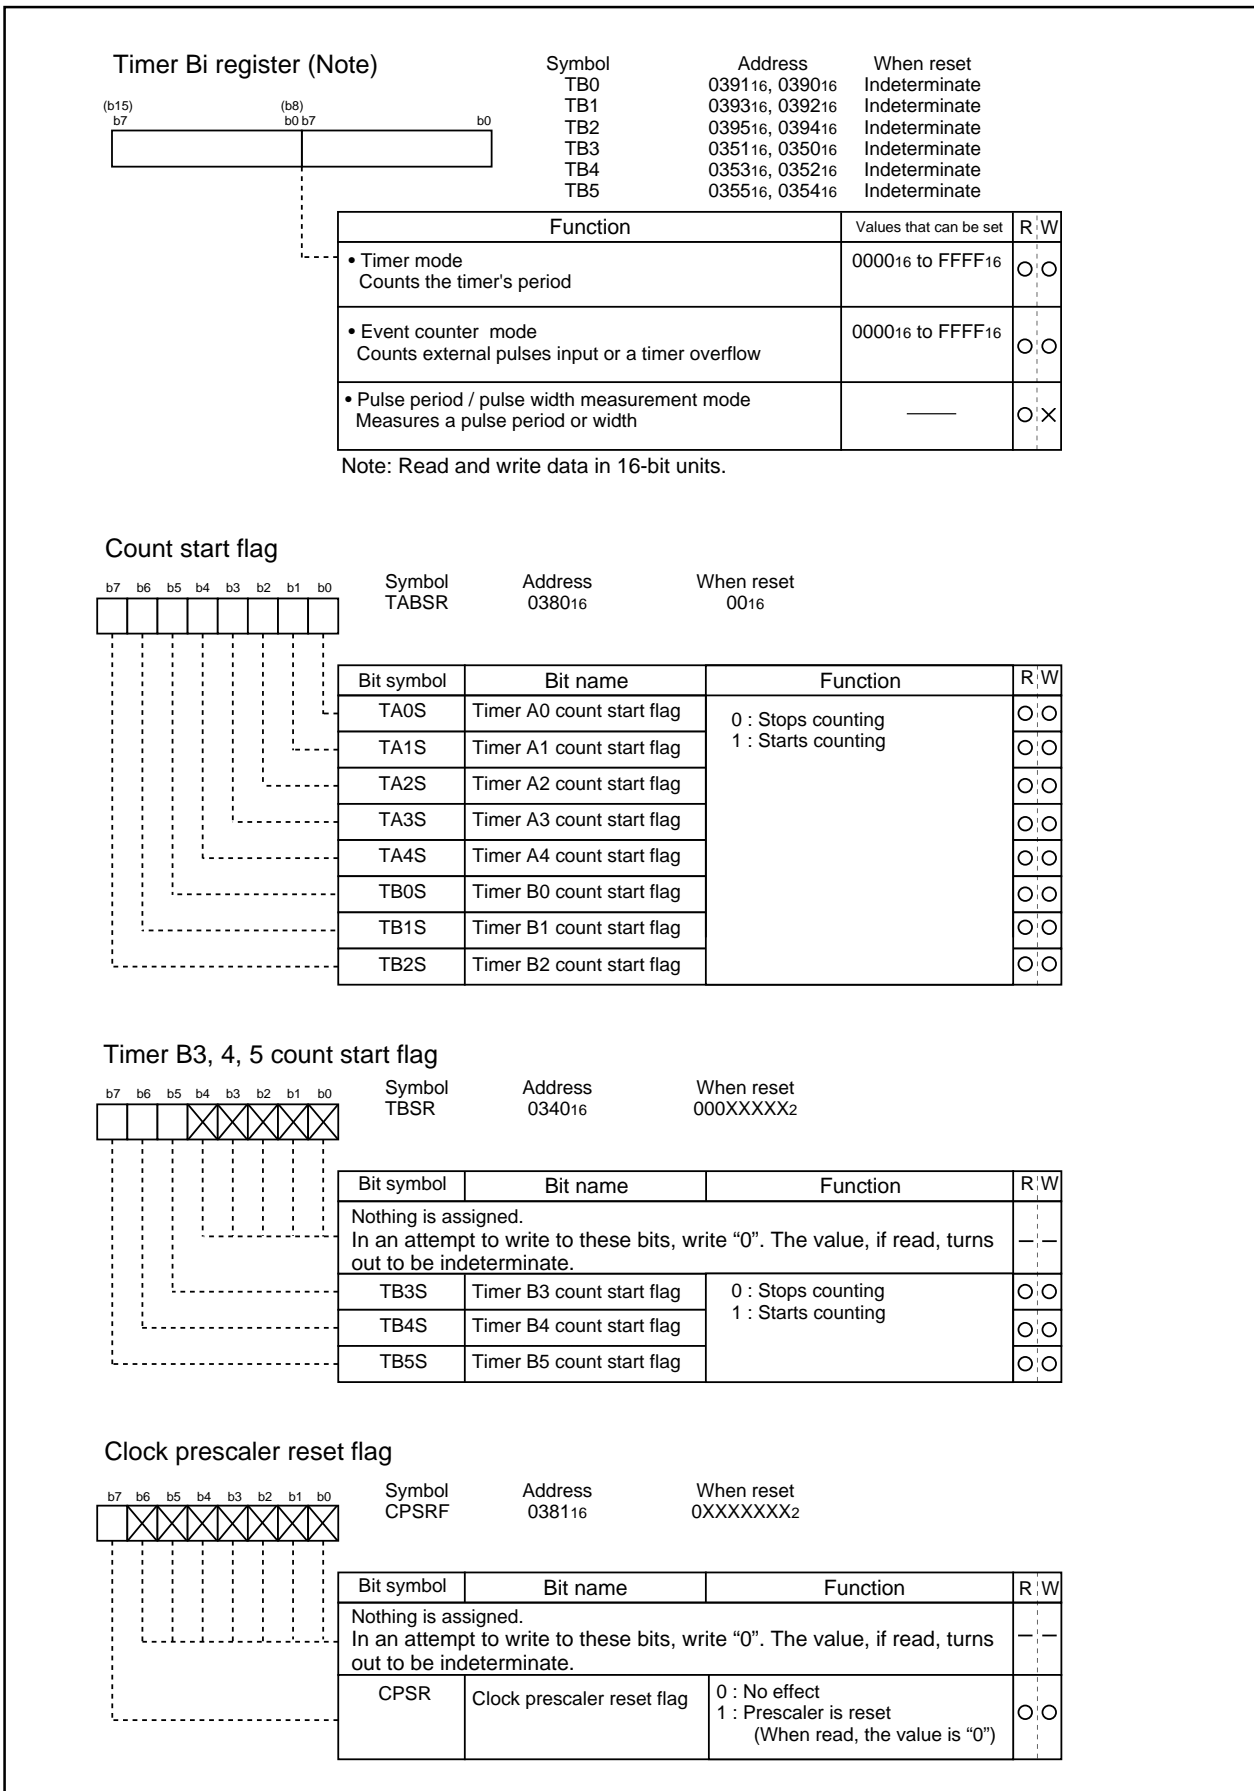 Timer Bi register (Note)
Symbol Address When reset
TB0 039116, 039016 Indeterminate
TB1 039316, 039216 Indeterminate
TB2 039516, 039416 Indeterminate
TB3 035116, 035016 Indeterminate
TB4 035316, 035216 Indeterminate
TB5 035516, 035416 Indeterminate
(b15) (b8)
b7 b0 b7 b0
Function Values that can be set R W
• Timer mode 000016 to FFFF16
Counts the timer's period
• Event counter mode 000016 to FFFF16
Counts external pulses input or a timer overflow
• Pulse period / pulse width measurement mode
Measures a pulse period or width
Note: Read and write data in 16-bit units.
Count start flag
Symbol Address When reset
TABSR 038016 0016
b7 b6 b5 b4 b3 b2 b1 b0
Bit symbol Bit name Function R W
TA0S Timer A0 count start flag 0 : Stops counting
1 : Starts counting
TA1S Timer A1 count start flag
TA2S Timer A2 count start flag
TA3S Timer A3 count start flag
TA4S Timer A4 count start flag
TB0S Timer B0 count start flag
TB1S Timer B1 count start flag
TB2S Timer B2 count start flag
Timer B3, 4, 5 count start flag
Symbol Address When reset
TBSR 034016 000XXXXX2
b7 b6 b5 b4 b3 b2 b1 b0
Bit symbol Bit name Function R W
Nothing is assigned.
In an attempt to write to these bits, write “0”. The value, if read, turns
out to be indeterminate.
TB3S Timer B3 count start flag 0 : Stops counting
1 : Starts counting
TB4S Timer B4 count start flag
TB5S Timer B5 count start flag
Clock prescaler reset flag
Symbol Address When reset
CPSRF 038116 0XXXXXXX2
b7 b6 b5 b4 b3 b2 b1 b0
Bit symbol Bit name Function R W
Nothing is assigned.
In an attempt to write to these bits, write “0”. The value, if read, turns
out to be indeterminate.
CPSR Clock prescaler reset flag 0 : No effect
1 : Prescaler is reset
(When read, the value is “0”)